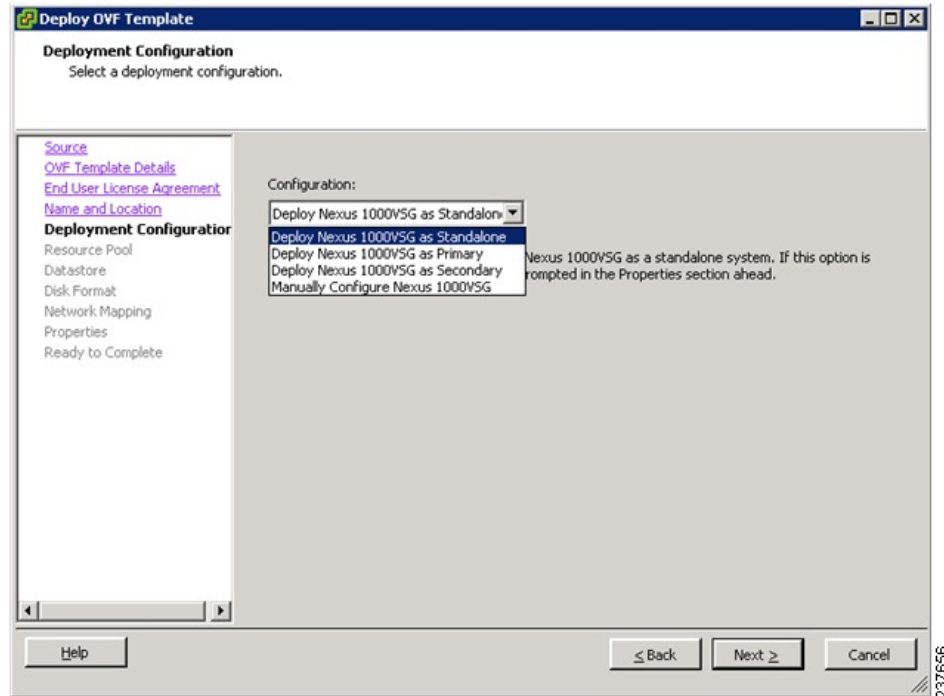 Deploy OVF Template
Deployment Configuration
Select a deployment configuration.
Source
OVF Template Details
End User License Agreement
Name and Location
Deployment Configuration
Resource Pool
Datastore
Disk Format
Network Mapping
Properties
Ready to Complete
Configuration:
Deploy Nexus 1000VSG as Standalon
Deploy Nexus 1000VSG as Standalone
Deploy Nexus 1000VSG as Primary
Deploy Nexus 1000VSG as Secondary
Manually Configure Nexus 1000VSG
Nexus 1000VSG as a standalone system. If this option is
rompted in the Properties section ahead.
Help
≤ Back
Next ≥
Cancel
237656